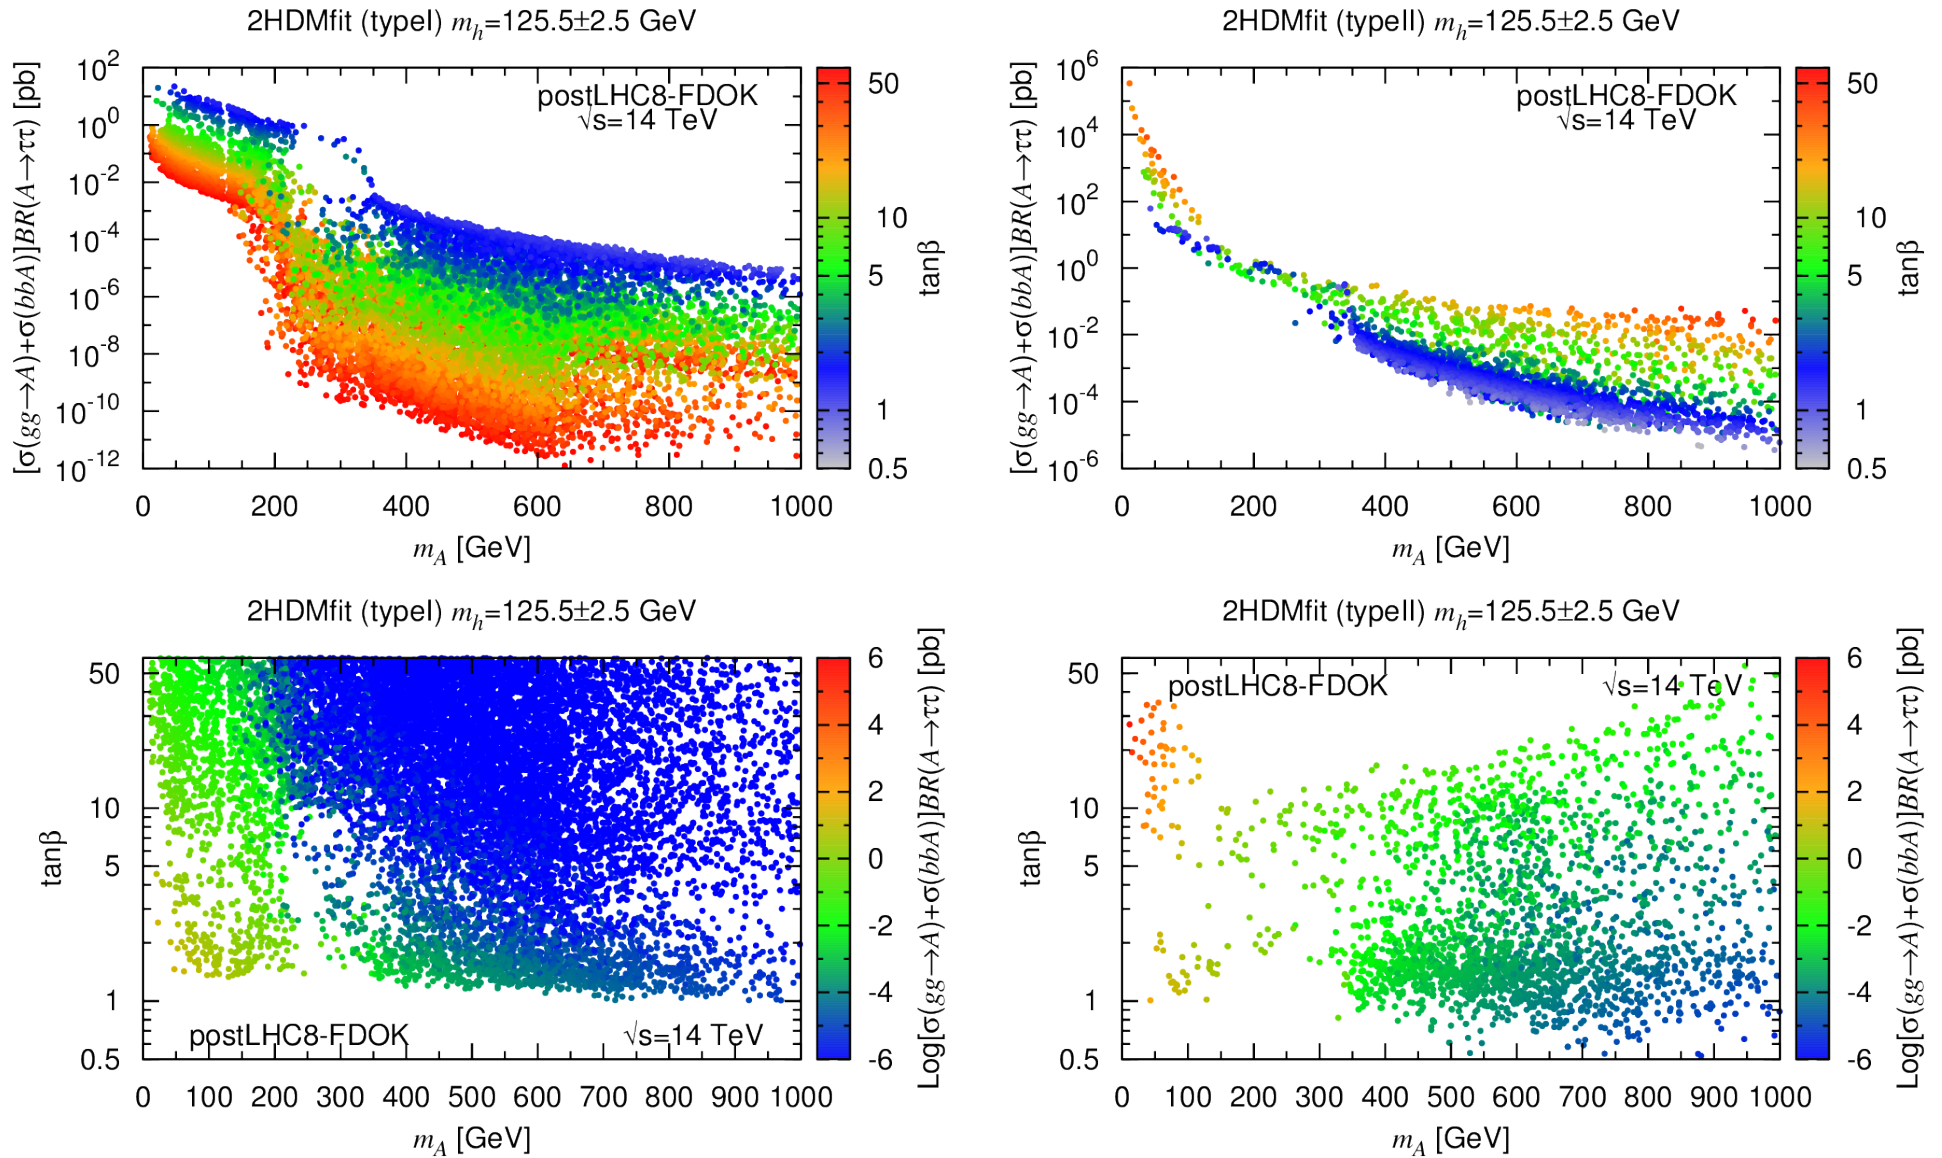 2HDMfit (typeI) m_h=125.5±2.5 GeV
[σ(gg→A)+σ(bbA)]BR(A→ττ) [pb]
10^2
10^0
10^-2
10^-4
10^-6
10^-8
10^-10
10^-12
postLHC8-FDOK
√s=14 TeV
0 200 400 600 800 1000
m_A [GeV]
50
10
5
1
0.5
tanβ
2HDMfit (typeII) m_h=125.5±2.5 GeV
[σ(gg→A)+σ(bbA)]BR(A→ττ) [pb]
10^6
10^4
10^2
10^0
10^-2
10^-4
10^-6
postLHC8-FDOK
√s=14 TeV
0 200 400 600 800 1000
m_A [GeV]
50
10
5
1
0.5
tanβ
2HDMfit (typeI) m_h=125.5±2.5 GeV
tanβ
50
10
5
1
0.5
postLHC8-FDOK √s=14 TeV
0 100 200 300 400 500 600 700 800 900 1000
m_A [GeV]
6
4
2
0
-2
-4
-6
Log[σ(gg→A)+σ(bbA)]BR(A→ττ) [pb]
2HDMfit (typeII) m_h=125.5±2.5 GeV
tanβ
50
10
5
1
0.5
postLHC8-FDOK √s=14 TeV
0 100 200 300 400 500 600 700 800 900 1000
m_A [GeV]
6
4
2
0
-2
-4
-6
Log[σ(gg→A)+σ(bbA)]BR(A→ττ) [pb]